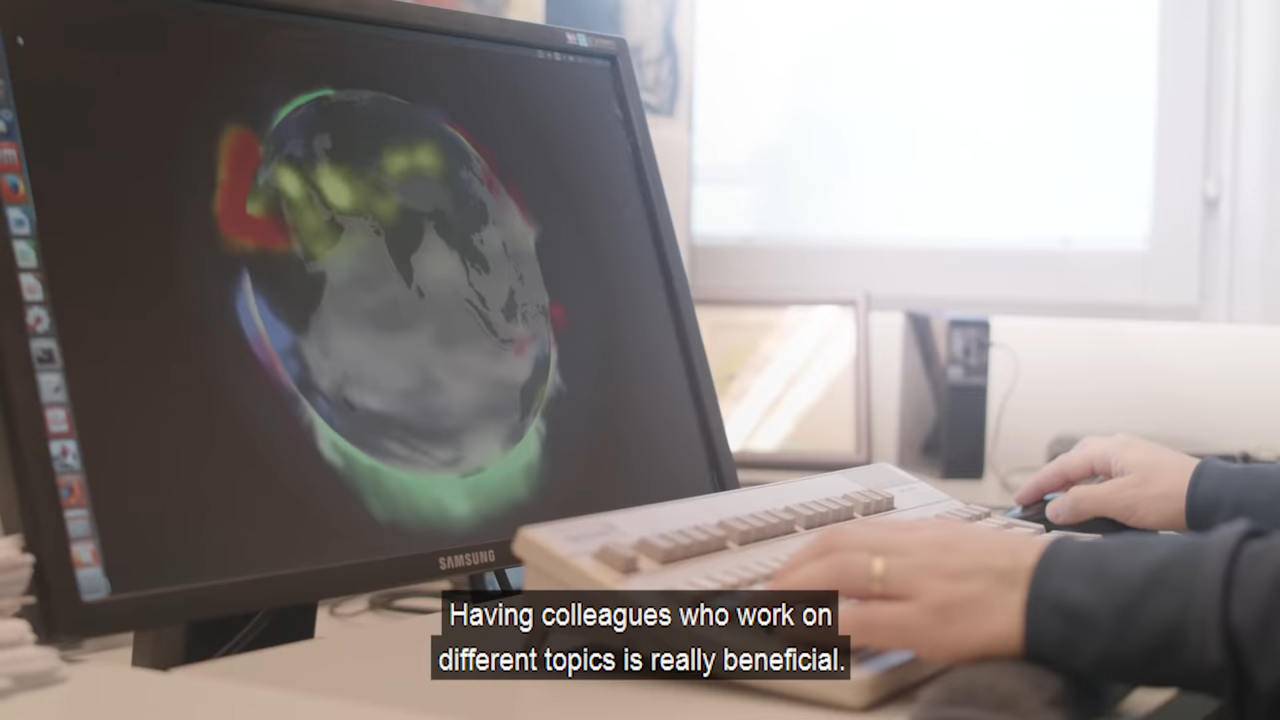 SAMSUNG
Having colleagues who work on
different topics is really beneficial.